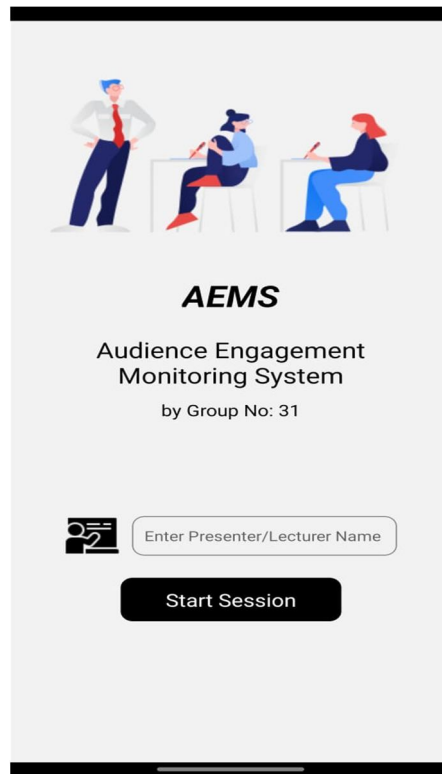 AEMS
Audience Engagement
Monitoring System
by Group No: 31
Enter Presenter/Lecturer Name
Start Session